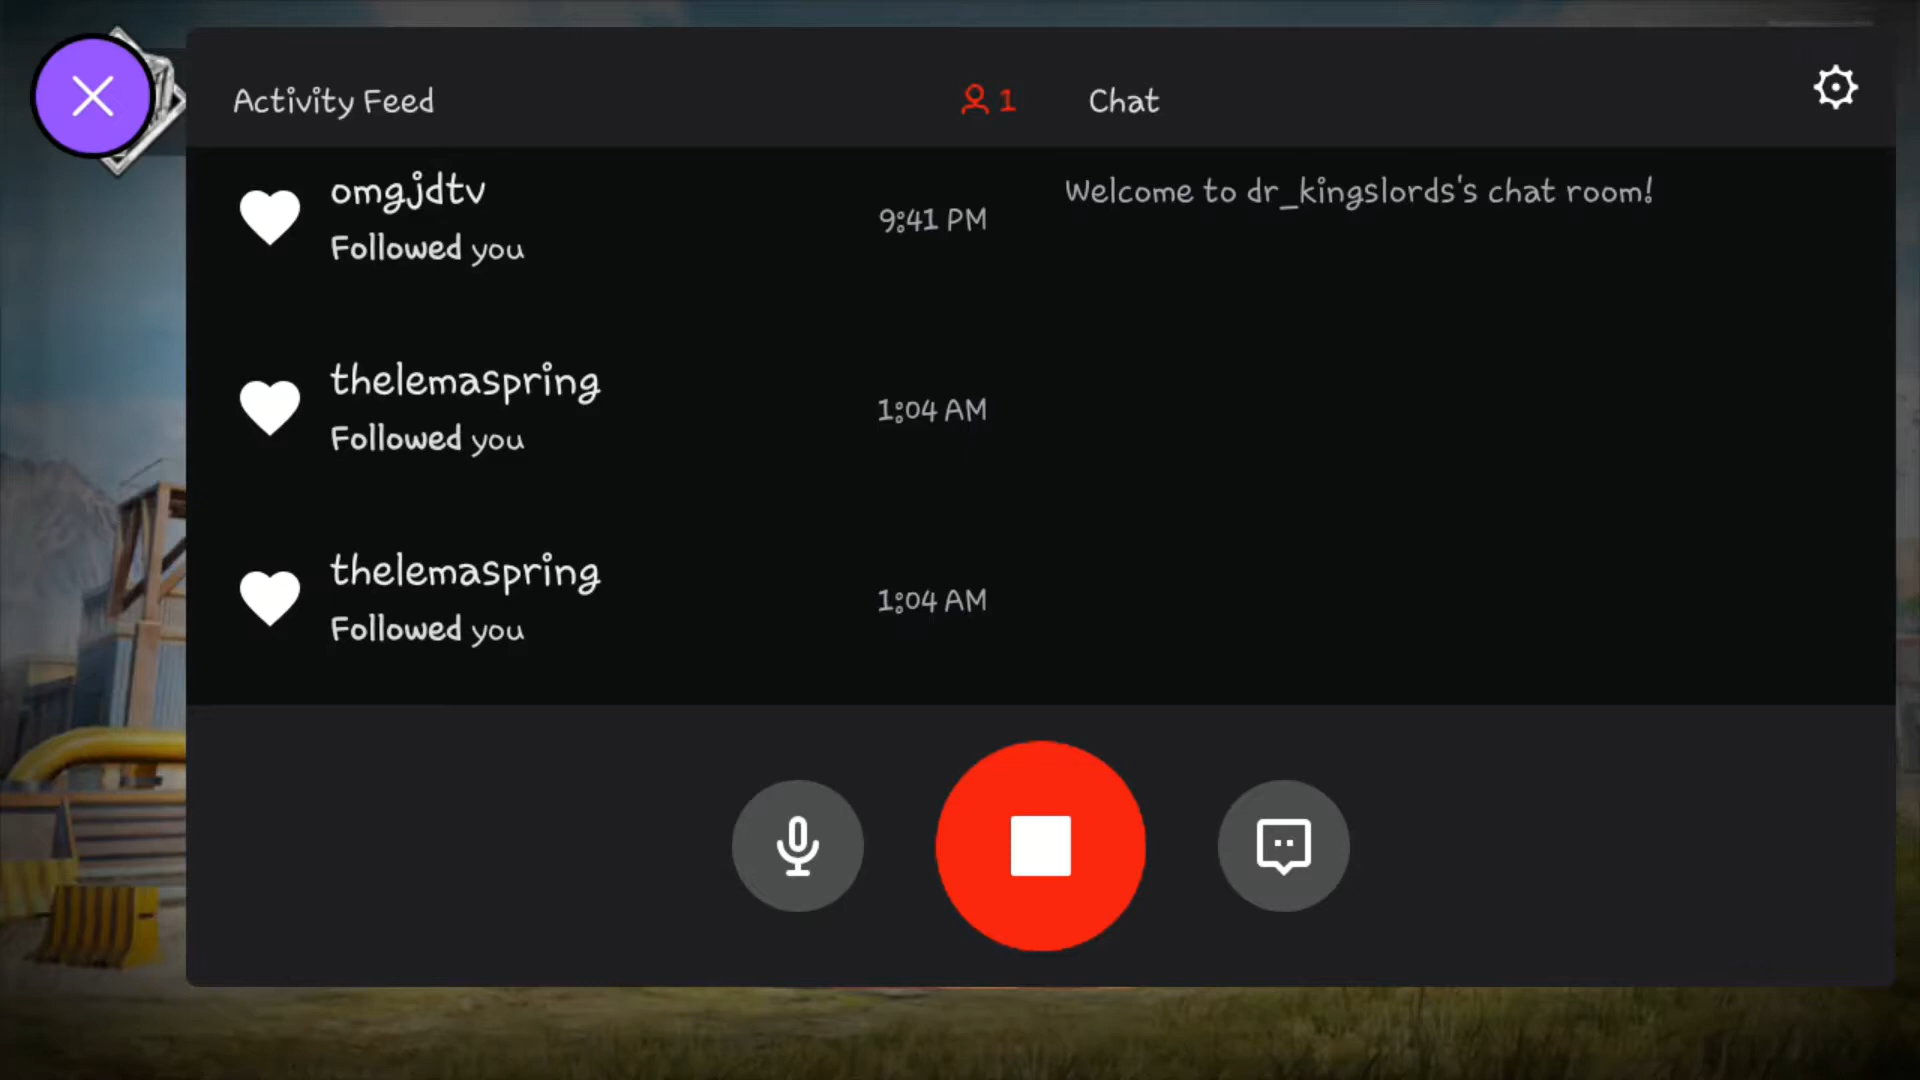 Activity Feed
1
Chat
omgjdtv
Followed you
9:41 PM
Welcome to dr_kingslords's chat room!
thelemaspring
Followed you
1:04 AM
thelemaspring
Followed you
1:04 AM